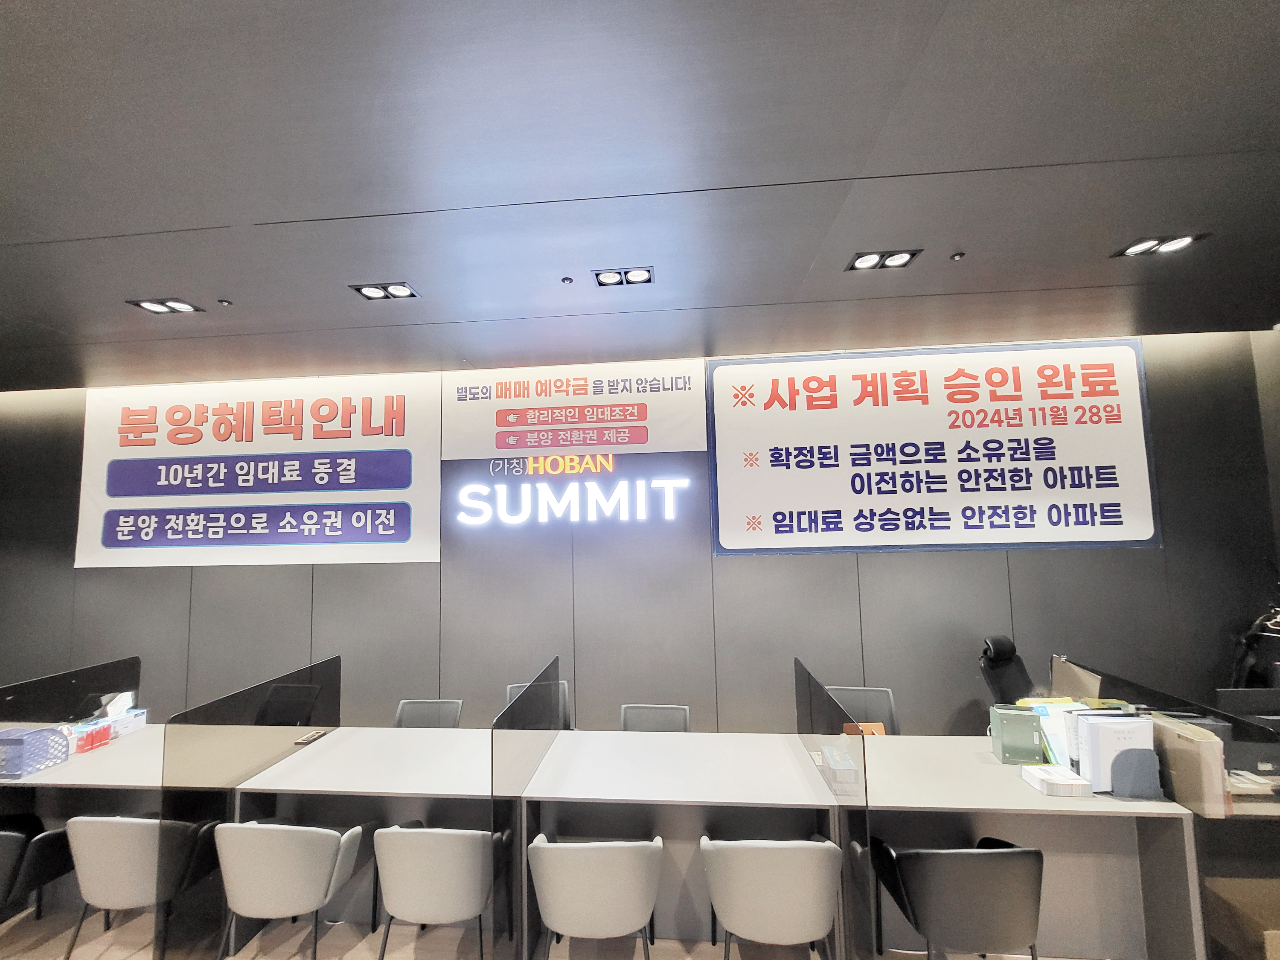 분양혜택안내
10년간 임대료 동결
분양 전환금으로 소유권 이전
별도의 매매 예약금을 받지 않습니다!
☞ 합리적인 임대조건
☞ 분양 전환권 제공
(가칭)HOBAN
SUMMIT
※ 사업 계획 승인 완료
2024년 11월 28일
※ 확정된 금액으로 소유권을
이전하는 안전한 아파트
※ 임대료 상승없는 안전한 아파트